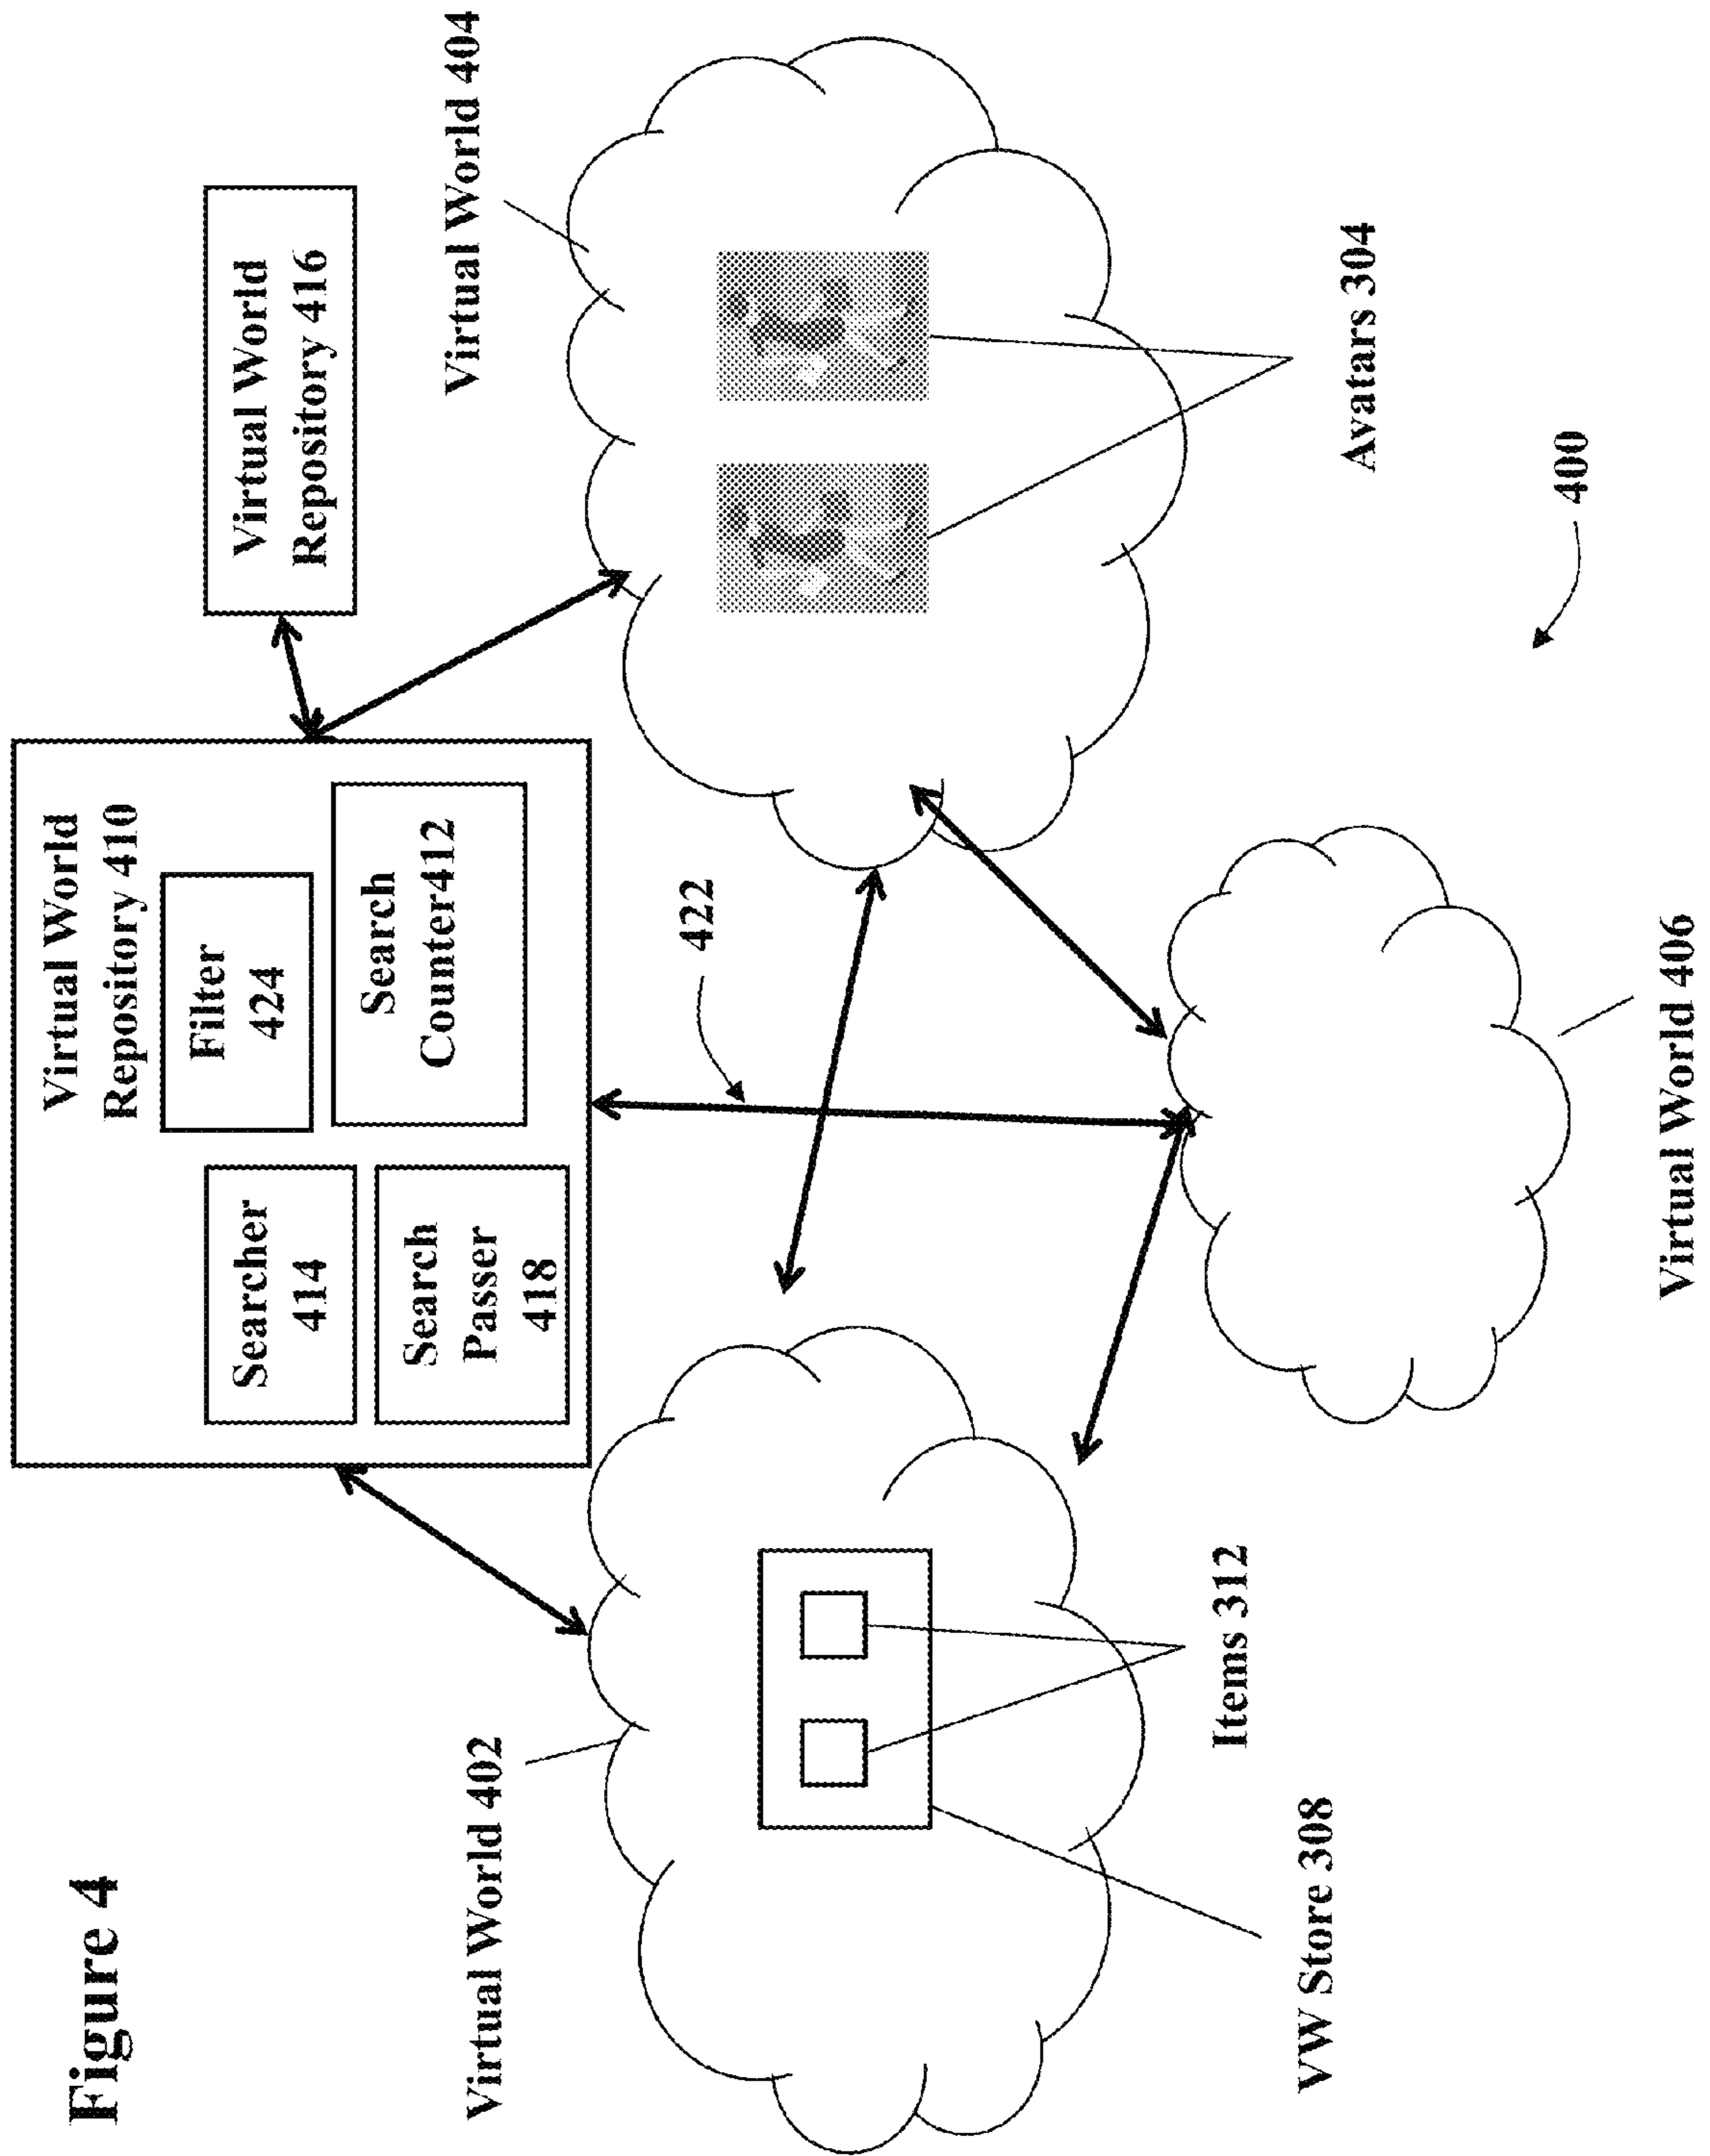 Figure 4
Virtual World
Repository 410
Searcher
414
Filter
424
Search
Passer
418
Search
Counter412
Virtual World
Repository 416
Virtual World 402
Virtual World 404
422
Items 312
VW Store 308
Avatars 304
400
Virtual World 406